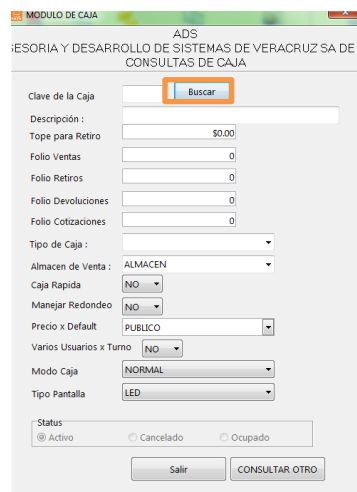 MODULO DE CAJA
ADS
ESORIA Y DESARROLLO DE SISTEMAS DE VERACRUZ SA DE
CONSULTAS DE CAJA
Clave de la Caja Buscar
Descripción :
Tope para Retiro $0.00
Folio Ventas 0
Folio Retiros 0
Folio Devoluciones 0
Folio Cotizaciones 0
Tipo de Caja :
Almacen de Venta : ALMACEN
Caja Rapida NO
Manejar Redondeo NO
Precio x Default PUBLICO
Varios Usuarios x Turno NO
Modo Caja NORMAL
Tipo Pantalla LED
Status
Activo Cancelado Ocupado
Salir CONSULTAR OTRO